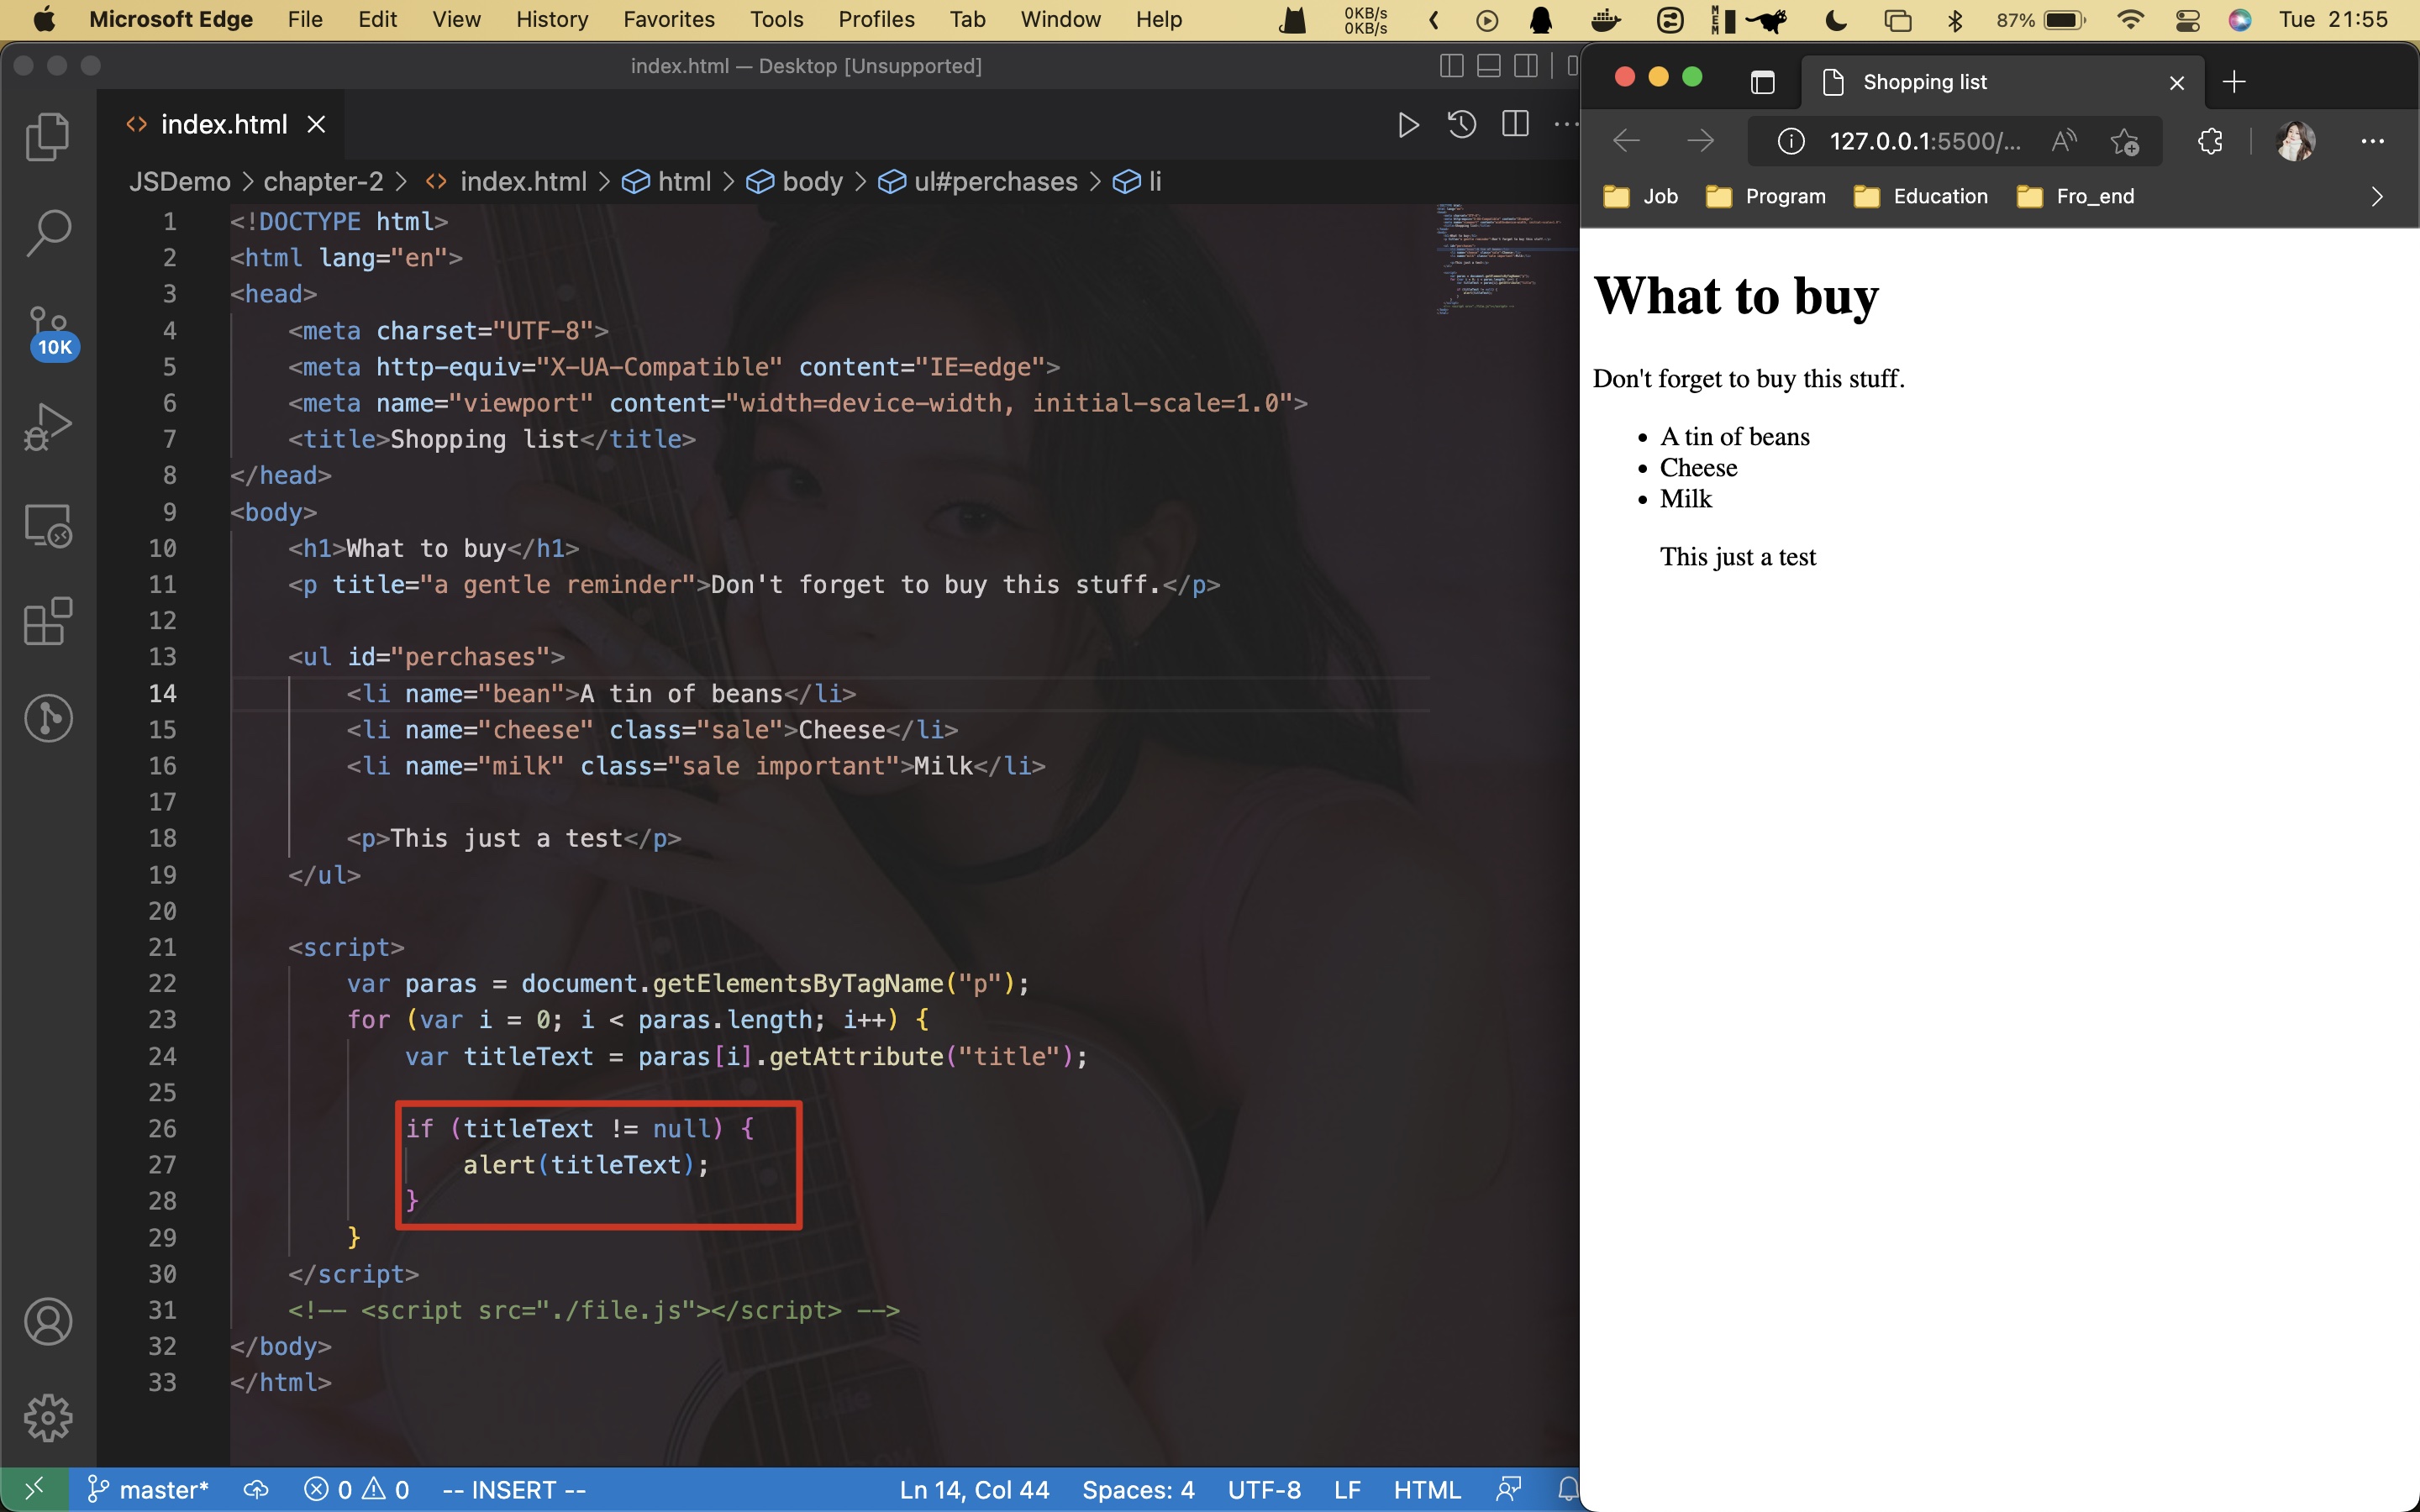 Microsoft Edge File Edit View History Favorites Tools Profiles Tab Window Help 0KB/s 0KB/s MEM 87% Tue 21:55
index.html — Desktop [Unsupported]
index.html
JSDemo > chapter-2 > index.html > html > body > ul#perchases > li
10K
1 <!DOCTYPE html>
2 <html lang="en">
3 <head>
4 <meta charset="UTF-8">
5 <meta http-equiv="X-UA-Compatible" content="IE=edge">
6 <meta name="viewport" content="width=device-width, initial-scale=1.0">
7 <title>Shopping list</title>
8 </head>
9 <body>
10 <h1>What to buy</h1>
11 <p title="a gentle reminder">Don't forget to buy this stuff.</p>
12
13 <ul id="perchases">
14 <li name="bean">A tin of beans</li>
15 <li name="cheese" class="sale">Cheese</li>
16 <li name="milk" class="sale important">Milk</li>
17
18 <p>This just a test</p>
19 </ul>
20
21 <script>
22 var paras = document.getElementsByTagName("p");
23 for (var i = 0; i < paras.length; i++) {
24 var titleText = paras[i].getAttribute("title");
25
26 if (titleText != null) {
27 alert(titleText);
28 }
29 }
30 </script>
31 <!-- <script src="./file.js"></script> -->
32 </body>
33 </html>
master* 0 0 -- INSERT -- Ln 14, Col 44 Spaces: 4 UTF-8 LF HTML
Shopping list
127.0.0.1:5500/...
Job Program Education Fro_end
What to buy
Don't forget to buy this stuff.
• A tin of beans
• Cheese
• Milk
This just a test